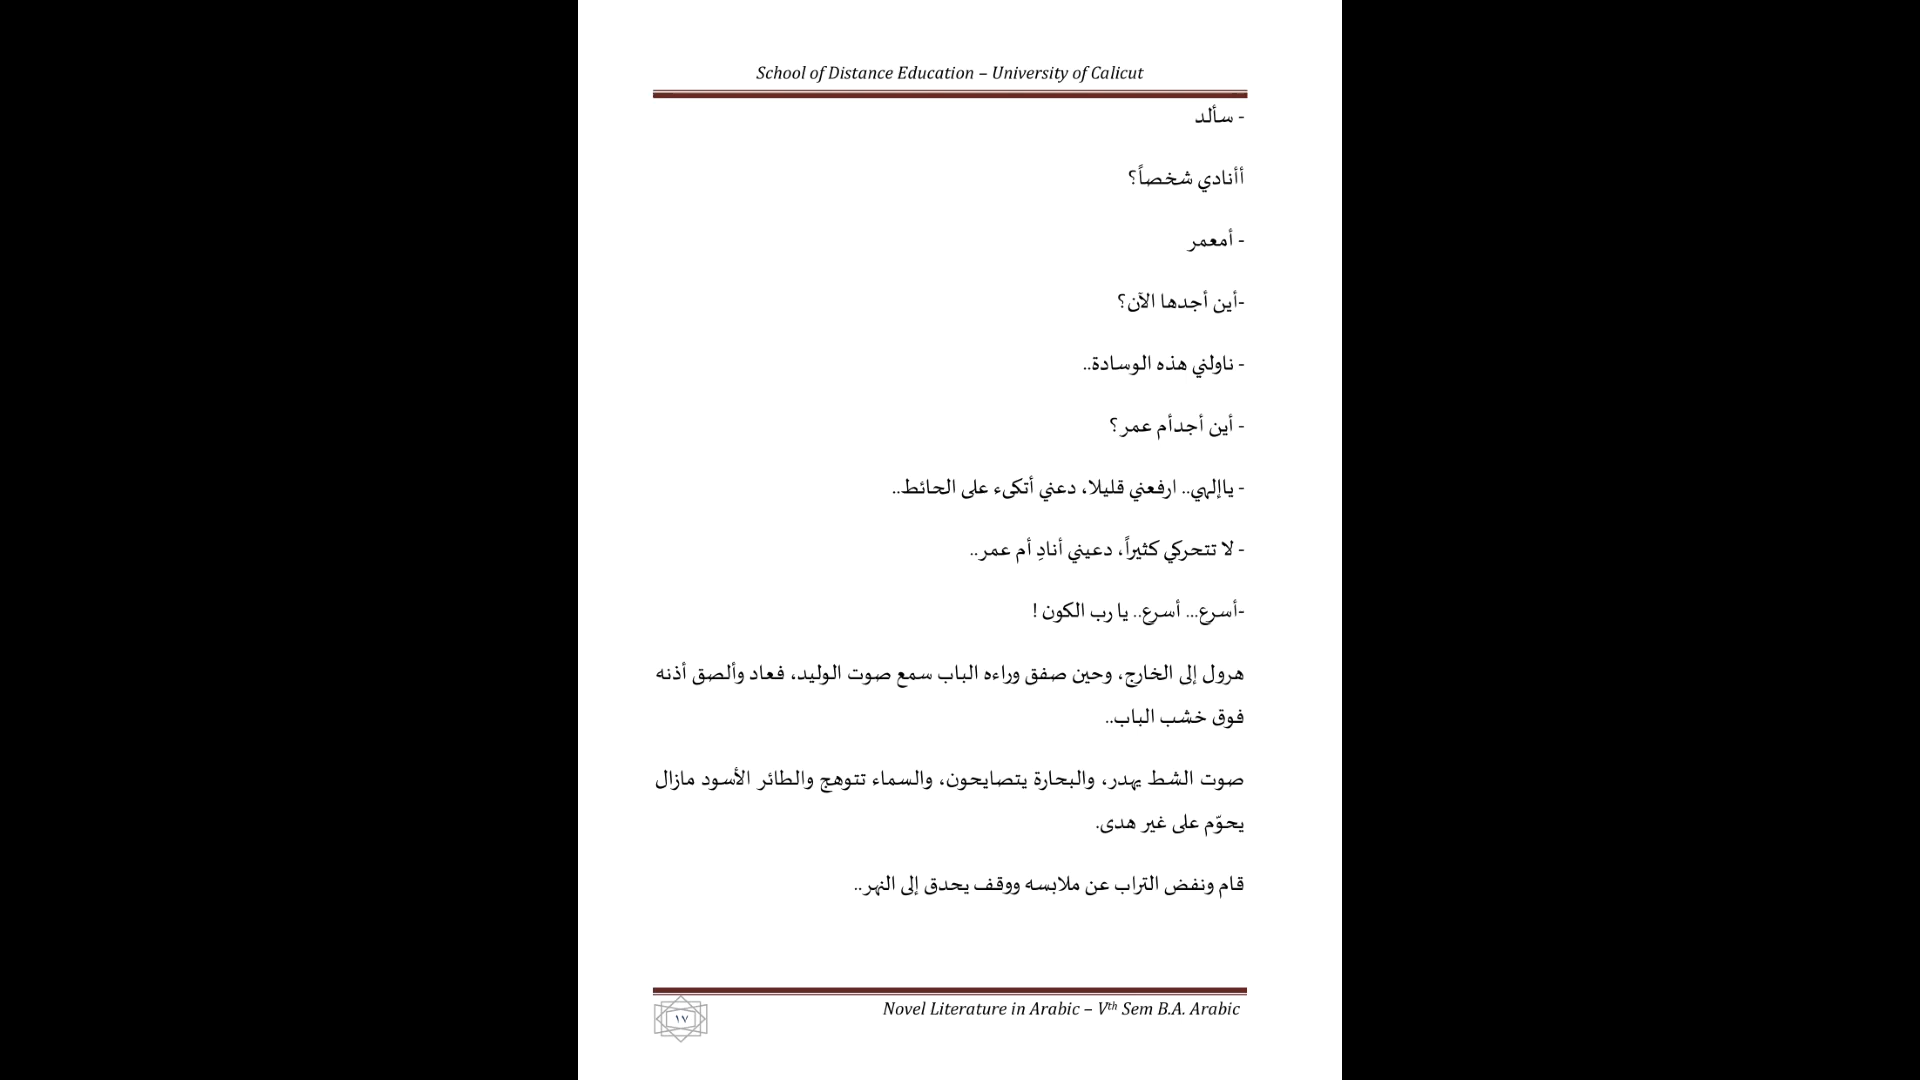 School of Distance Education – University of Calicut
- سألد
أأنادي شخصاً؟
- أمعمر
-أين أجدها الآن؟
- ناولني هذه الوسادة..
- أين أجدأم عمر؟
- ياإلهي.. ارفعني قليلا، دعني أتكىء على الحائط..
- لا تتحركي كثيراً، دعيني أنادِ أم عمر..
-أسرع... أسرع.. يا رب الكون !
هرول إلى الخارج، وحين صفق وراءه الباب سمع صوت الوليد، فعاد وألصق أذنه
فوق خشب الباب..
صوت الشط يهدر، والبحارة يتصايحون، والسماء تتوهج والطائر الأسود مازال
يحوّم على غير هدى.
قام ونفض التراب عن ملابسه ووقف يحدق إلى النهر..
Novel Literature in Arabic – Vth Sem B.A. Arabic
١٧